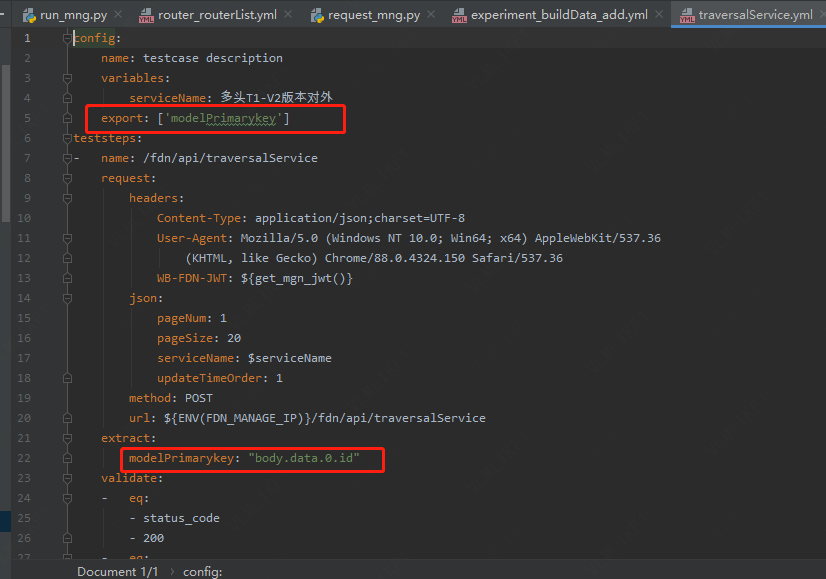 run_mng.py
router_routerList.yml
request_mng.py
experiment_buildData_add.yml
traversalService.yml
1 config:
2 name: testcase description
3 variables:
4 serviceName: 多头T1-V2版本对外
5 export: ['modelPrimarykey']
6 teststeps:
7 - name: /fdn/api/traversalService
8 request:
9 headers:
10 Content-Type: application/json;charset=UTF-8
11 User-Agent: Mozilla/5.0 (Windows NT 10.0; Win64; x64) AppleWebKit/537.36
12 (KHTML, like Gecko) Chrome/88.0.4324.150 Safari/537.36
13 WB-FDN-JWT: ${get_mgn_jwt()}
14 json:
15 pageNum: 1
16 pageSize: 20
17 serviceName: $serviceName
18 updateTimeOrder: 1
19 method: POST
20 url: ${ENV(FDN_MANAGE_IP)}/fdn/api/traversalService
21 extract:
22 modelPrimarykey: "body.data.0.id"
23 validate:
24 - eq:
25 - status_code
26 - 200
27 - eq:
Document 1/1 › config: